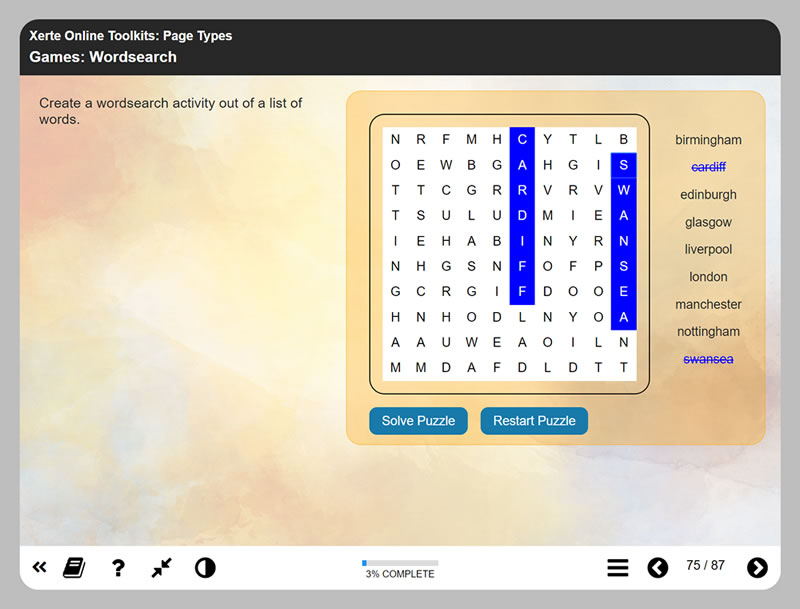 Xerte Online Toolkits: Page Types
Games: Wordsearch
Create a wordsearch activity out of a list of
words.
N R F M H C Y T L B
O E W B G A H G I S
T T C G R R V R V W
T S U L U D M I E A
I E H A B I N Y R N
N H G S N F O F P S
G C R G I F D O O E
H N H O D L N Y O A
A A U W E A O I L N
M M D A F D L D T T
birmingham
cardiff
edinburgh
glasgow
liverpool
london
manchester
nottingham
swansea
Solve Puzzle
Restart Puzzle
?
3% COMPLETE
75 / 87